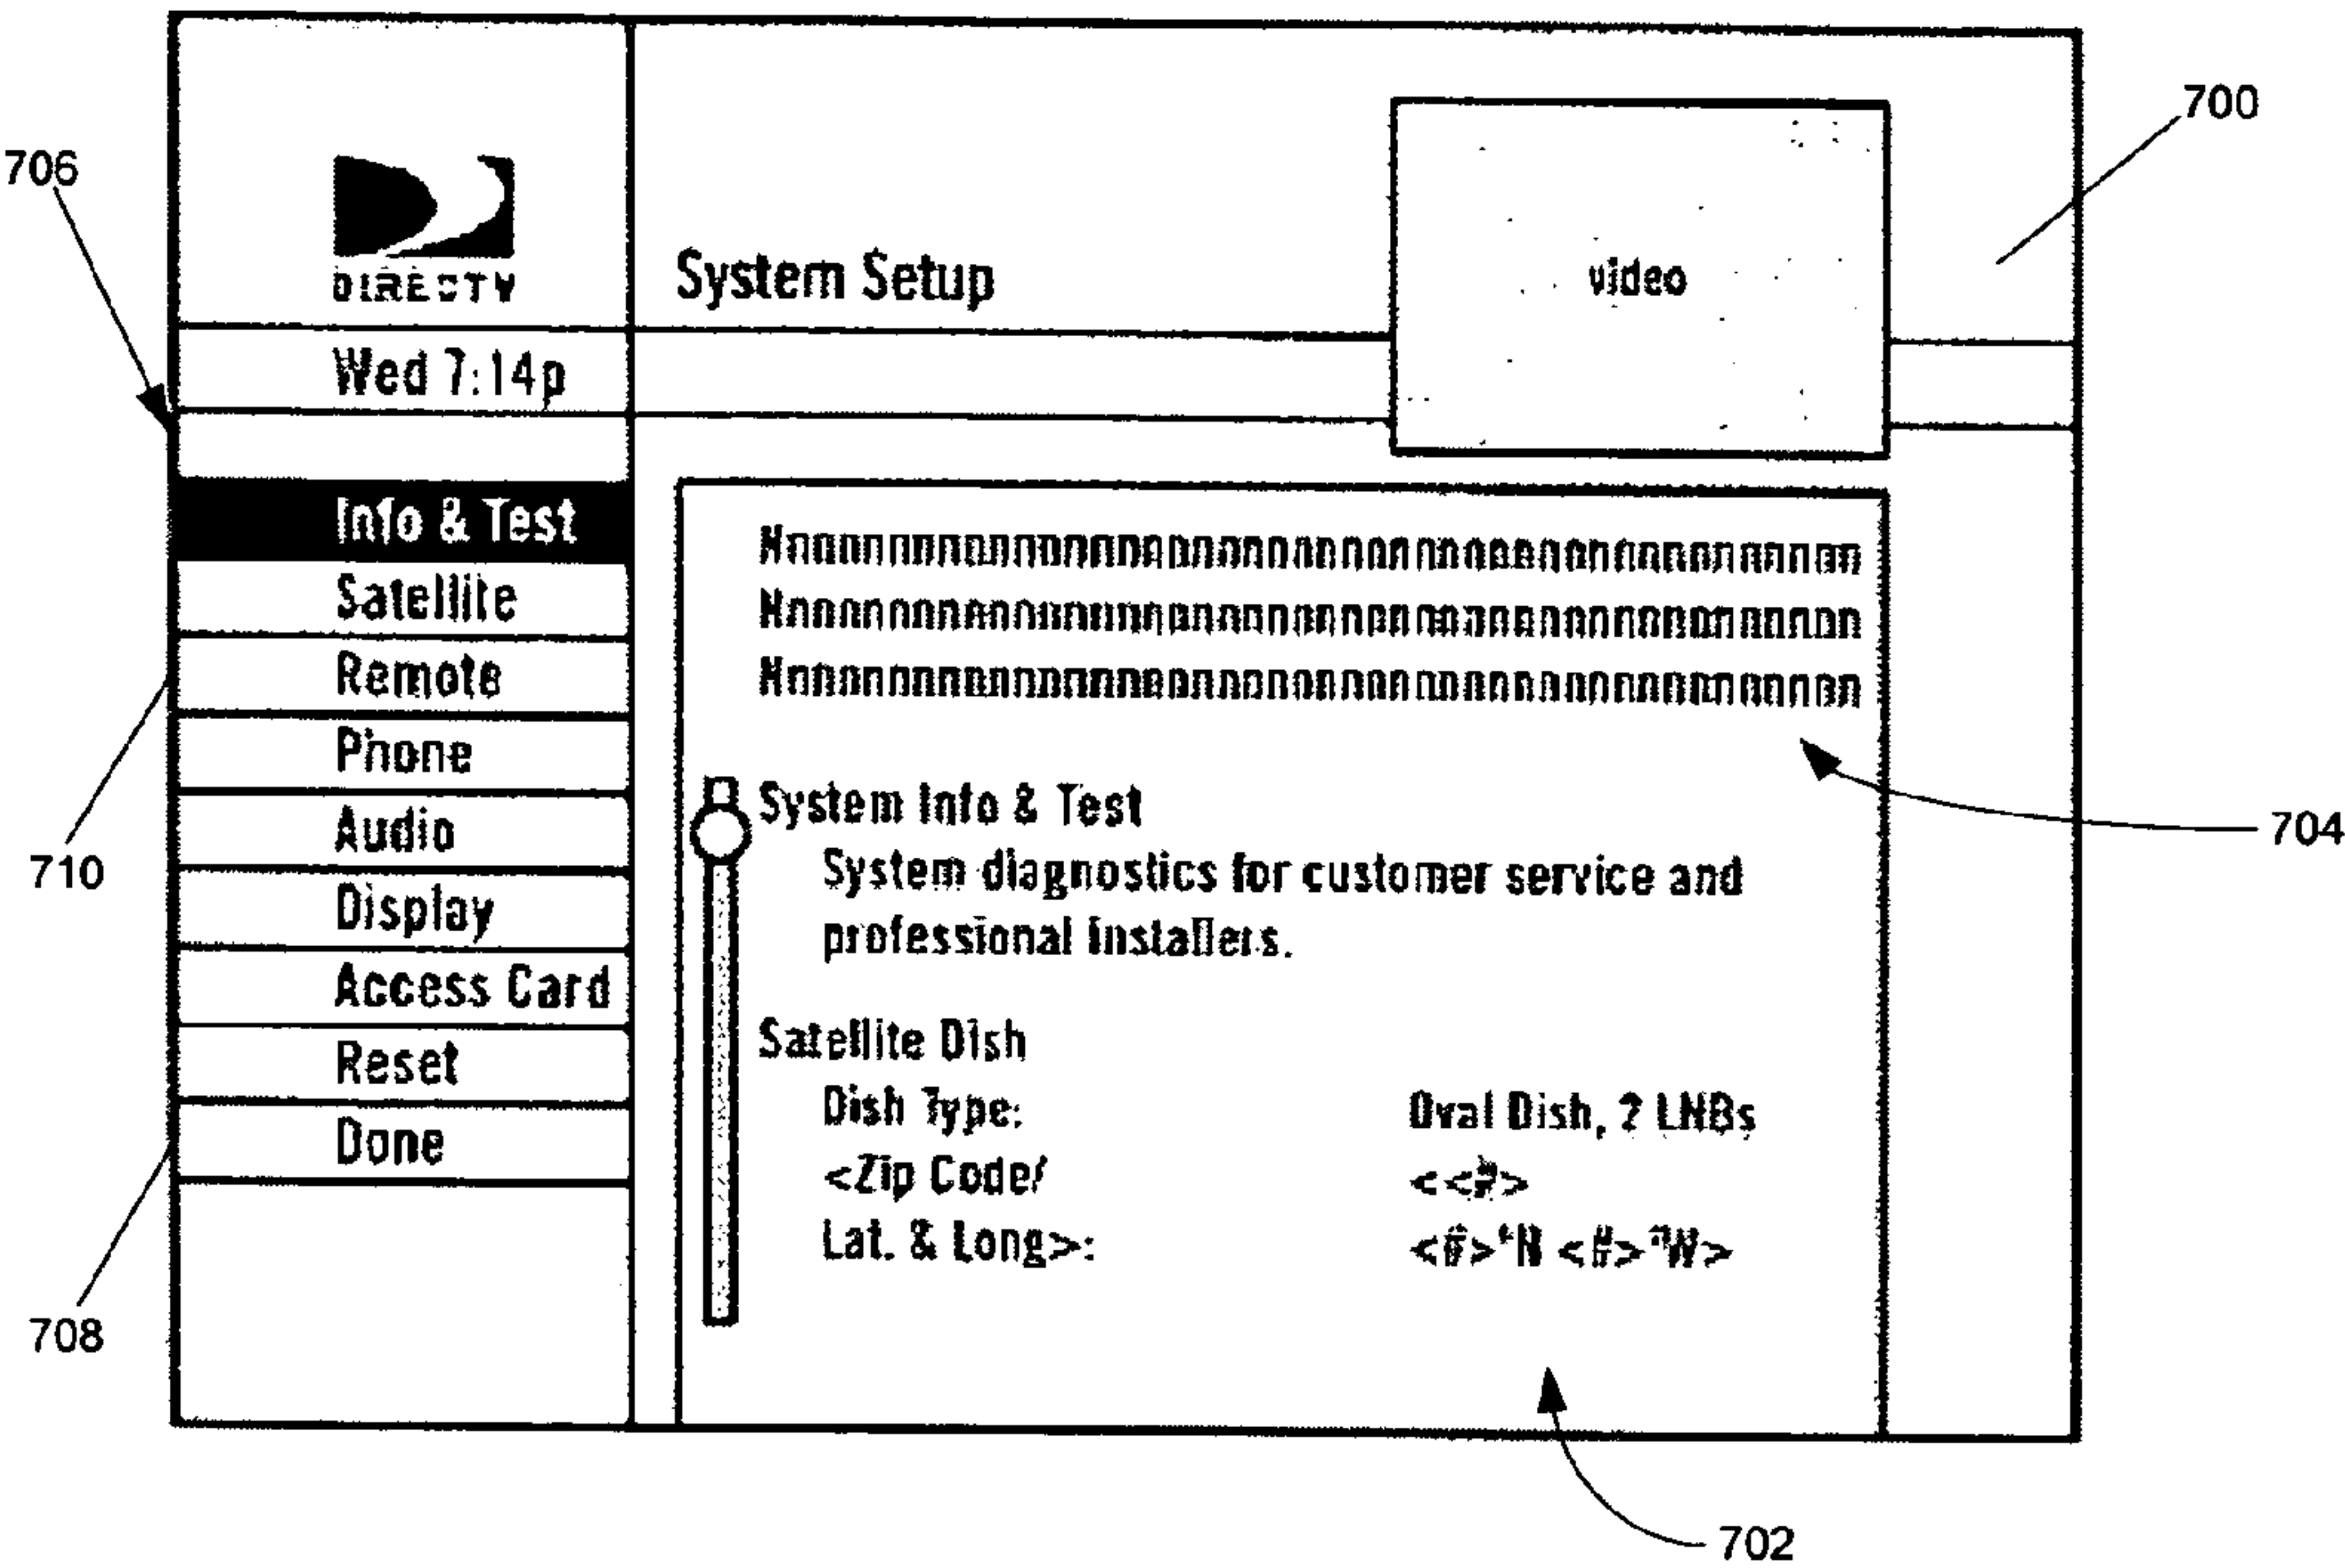 700
706
DIRECTV
System Setup
video
Wed 7:14p
Info & Test
Satellite
Remote
Phone
Audio
Display
Access Card
Reset
Done
710
708
System Info & Test
System diagnostics for customer service and
professional installers.
704
Satellite Dish
Dish Type: Oval Dish, 2 LNBs
<Zip Code/ <<#>
Lat. & Long>: <#>°N <#>°W>
702